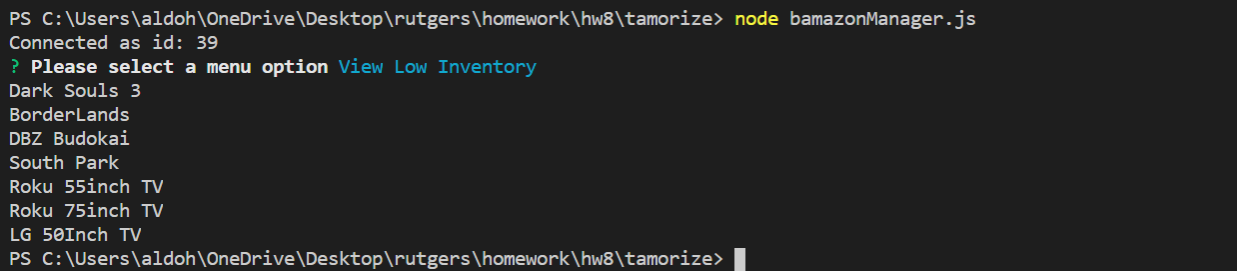 PS C:\Users\aldoh\OneDrive\Desktop\rutgers\homework\hw8\tamorize> node bamazonManager.js
Connected as id: 39
? Please select a menu option View Low Inventory
Dark Souls 3
BorderLands
DBZ Budokai
South Park
Roku 55inch TV
Roku 75inch TV
LG 50Inch TV
PS C:\Users\aldoh\OneDrive\Desktop\rutgers\homework\hw8\tamorize>